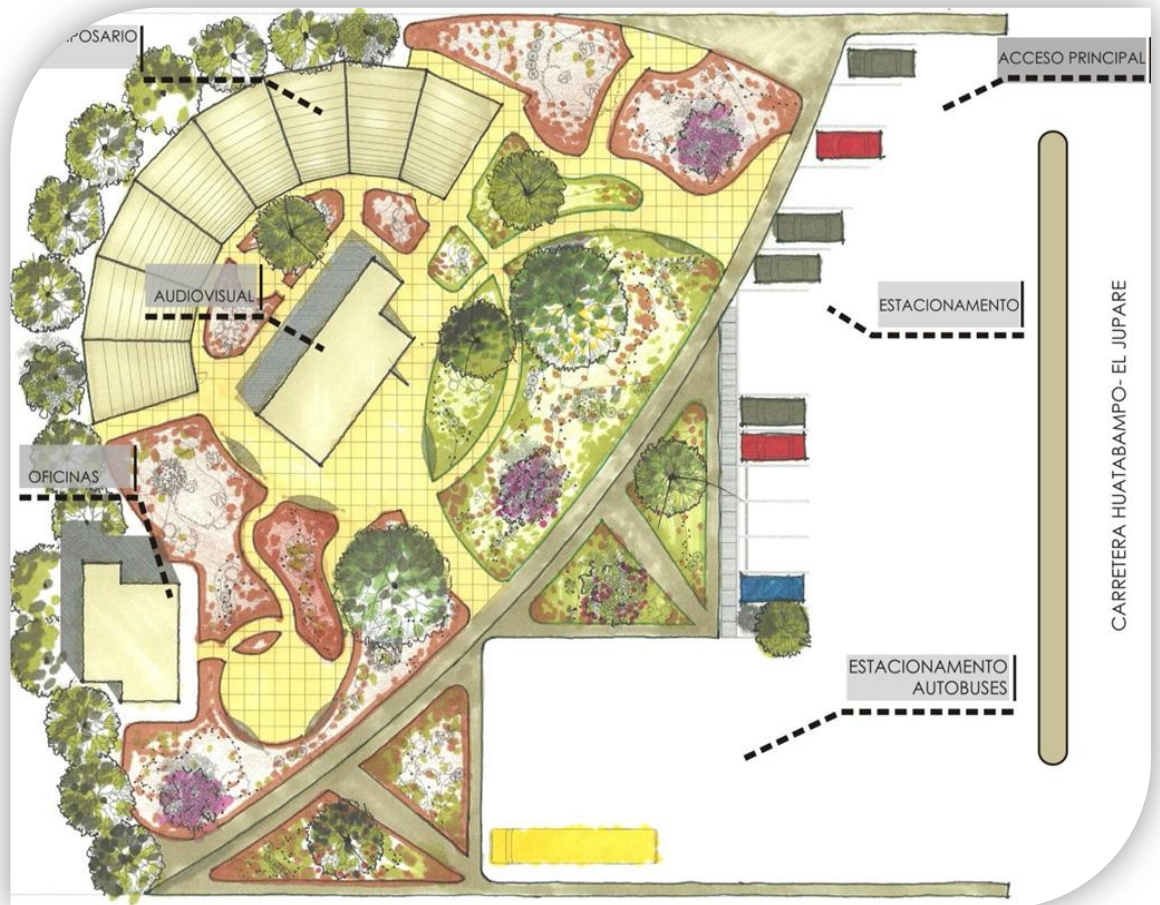 POSARIO
ACCESO PRINCIPAL
AUDIOVISUAL
ESTACIONAMENTO
OFICINAS
ESTACIONAMENTO
AUTOBUSES
CARRETERA HUATABAMPO- EL JUPARE